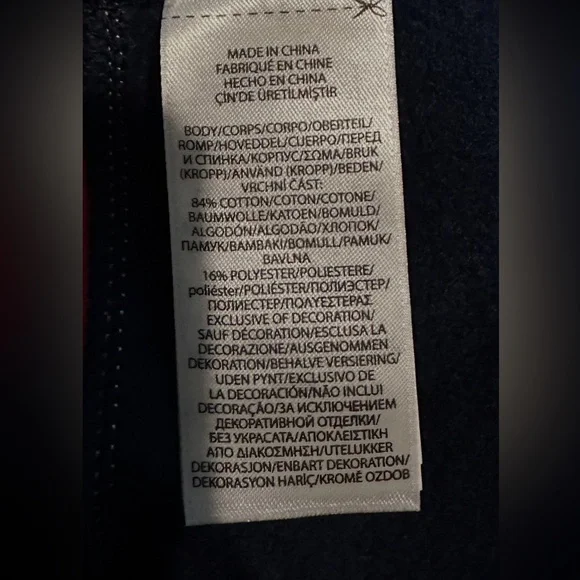 MADE IN CHINA
FABRIQUÉ EN CHINE
HECHO EN CHINA
ÇİN'DE ÜRETİLMİŞTİR
BODY/CORPS/CORPO/OBERTEIL/
ROMP/HOVEDDEL/CUERPO/ПЕРЕД
И СПИНКА/КОРПУС/ΣΩΜΑ/BRUK
(KROPP)/ANVÄND (KROPP)/BEDEN/
VRCHNÍ ČÁST:
84% COTTON/COTON/COTONE/
BAUMWOLLE/KATOEN/BOMULD/
ALGODÓN/ALGODÃO/ХЛОПОК/
ПАМУК/ΒΑΜΒΑΚΙ/BOMULL/PAMUK/
BAVLNA
16% POLYESTER/POLIESTERE/
poliéster/POLIÉSTER/ПОЛИЭСТЕР/
ПОЛИЕСТЕР/ΠΟΛΥΕΣΤΕΡΑΣ
EXCLUSIVE OF DECORATION/
SAUF DÉCORATION/ESCLUSA LA
DECORAZIONE/AUSGENOMMEN
DEKORATION/BEHALVE VERSIERING/
UDEN PYNT/EXCLUSIVO DE
LA DECORACIÓN/NÃO INCLUI
DECORAÇÃO/ЗА ИСКЛЮЧЕНИЕМ
ДЕКОРАТИВНОЙ ОТДЕЛКИ/
БЕЗ УКРАСАТА/ΑΠΟΚΛΕΙΣΤΙΚΗ
ΑΠΟ ΔΙΑΚΟΣΜΗΣΗ/UTELUKKER
DEKORASJON/ENBART DEKORATION/
DEKORASYON HARİÇ/KROMĚ OZDOB